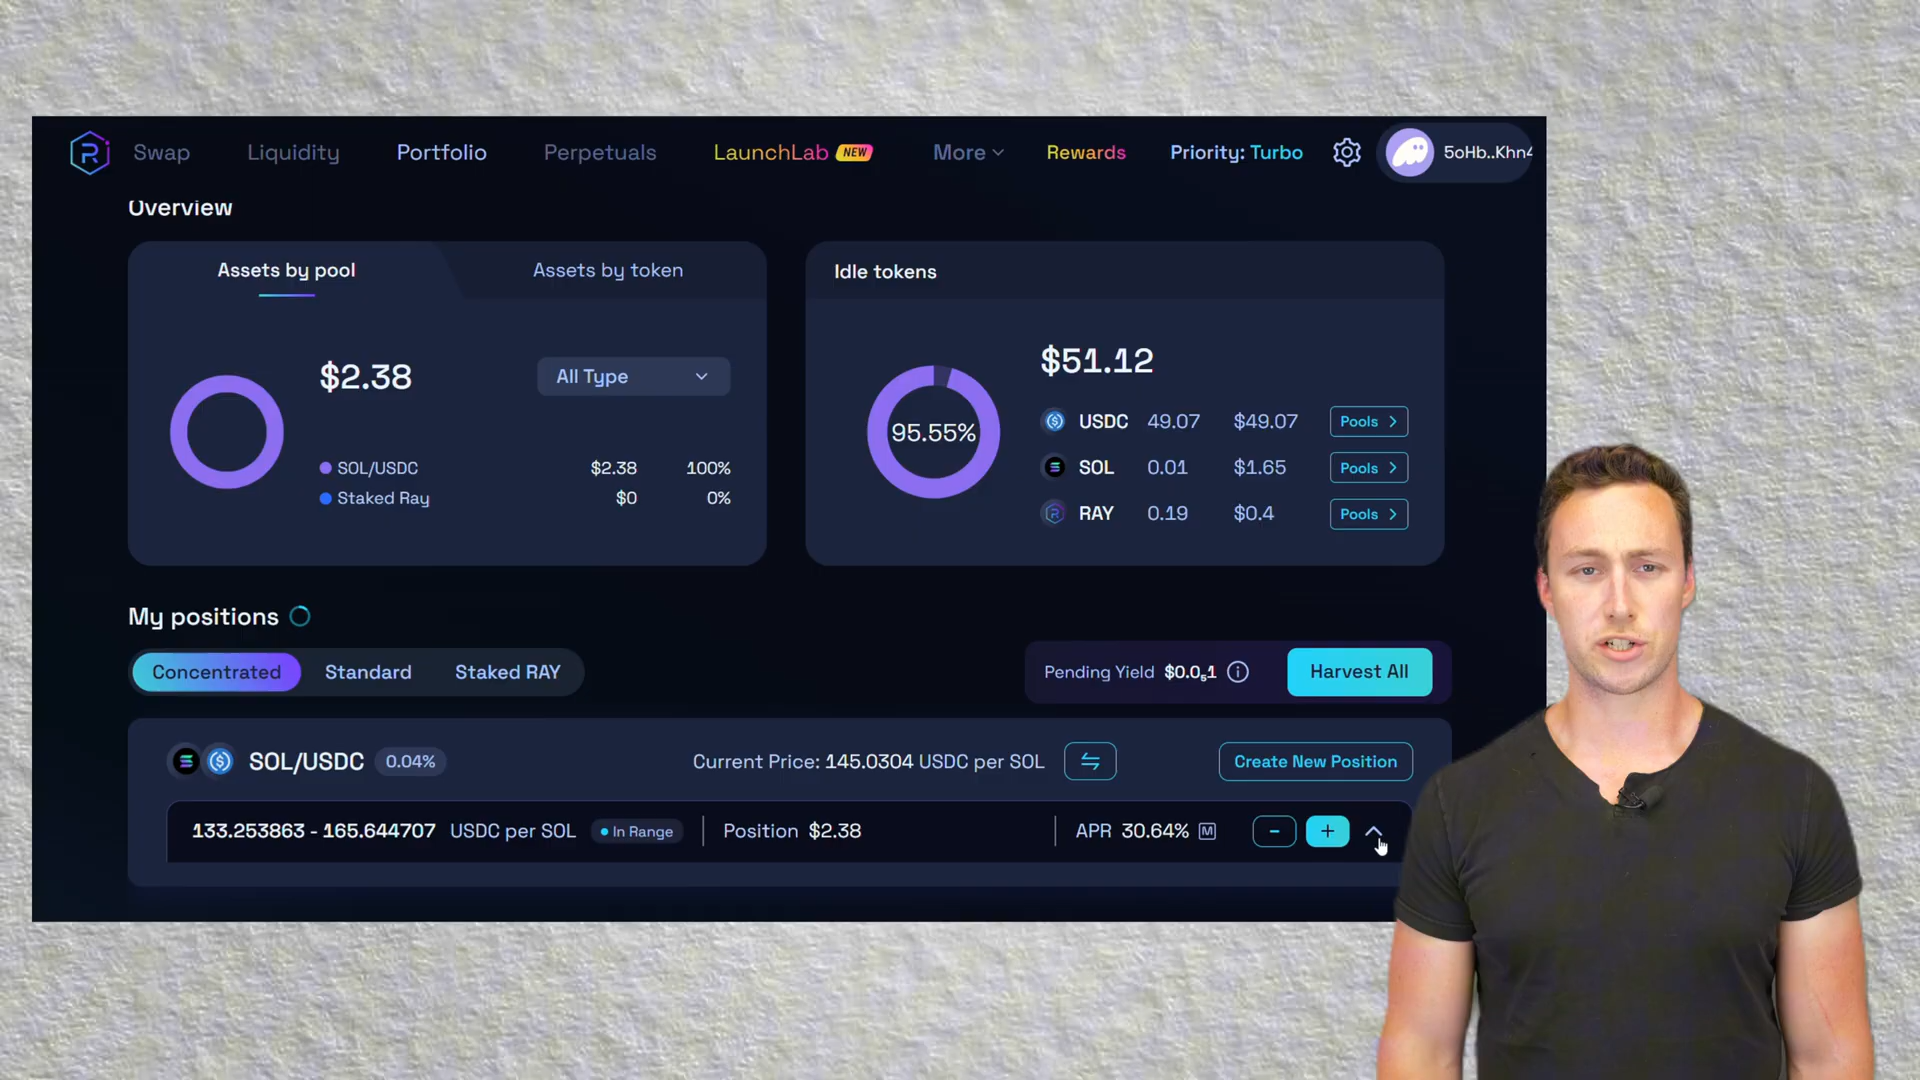 Swap Liquidity Portfolio Perpetuals LaunchLab NEW More Rewards Priority: Turbo 5oHb..Khn4
Overview
Assets by pool Assets by token
$2.38 All Type
SOL/USDC $2.38 100%
Staked Ray $0 0%
Idle tokens
$51.12
95.55%
USDC 49.07 $49.07 Pools >
SOL 0.01 $1.65 Pools >
RAY 0.19 $0.4 Pools >
My positions
Concentrated Standard Staked RAY Pending Yield $0.0₅1 Harvest All
SOL/USDC 0.04% Current Price: 145.0304 USDC per SOL Create New Position
133.253863 - 165.644707 USDC per SOL In Range Position $2.38 APR 30.64% M - +